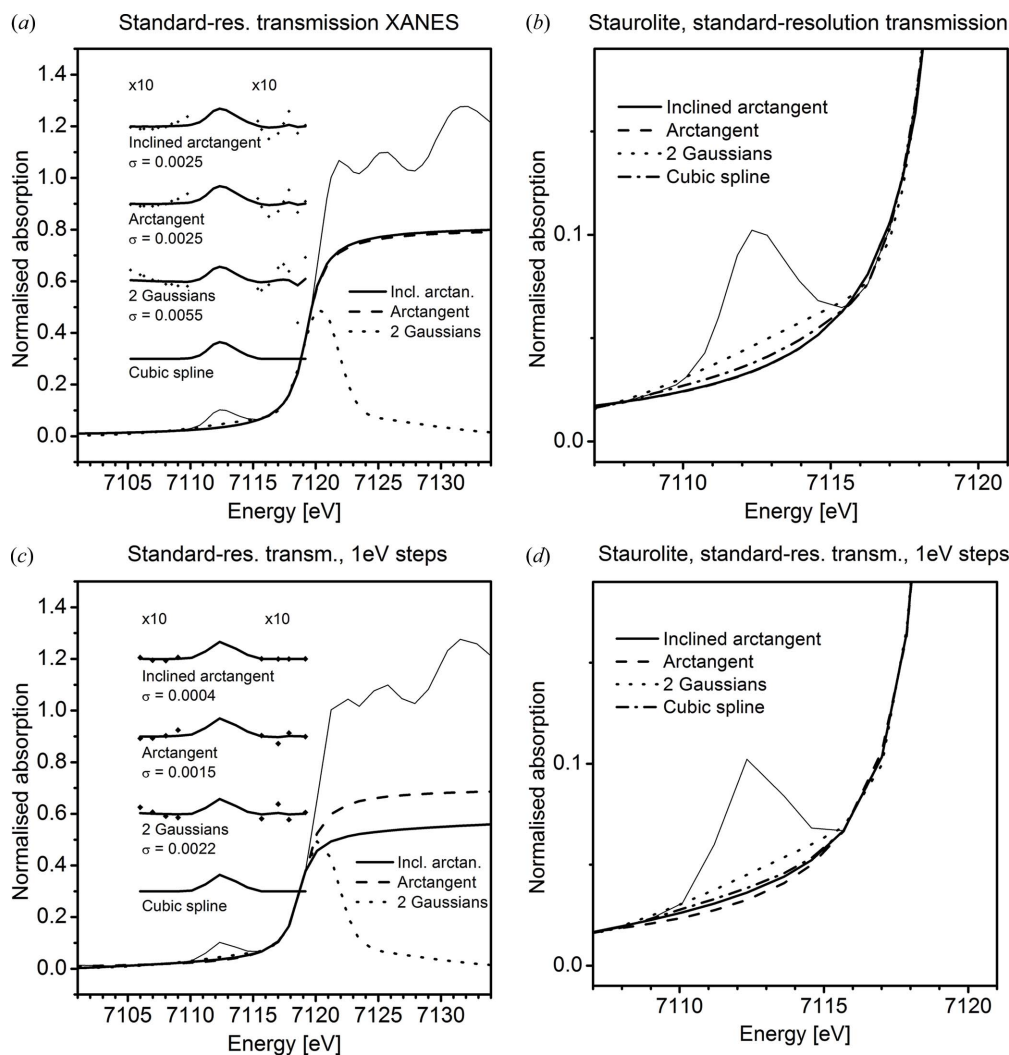 (a) Standard-res. transmission XANES
x10 x10
Inclined arctangent
σ = 0.0025
Arctangent
σ = 0.0025
2 Gaussians
σ = 0.0055
Cubic spline
Incl. arctan.
Arctangent
2 Gaussians
Normalised absorption
1.4
1.2
1.0
0.8
0.6
0.4
0.2
0.0
7105 7110 7115 7120 7125 7130
Energy [eV]
(b) Staurolite, standard-resolution transmission
Inclined arctangent
Arctangent
2 Gaussians
Cubic spline
Normalised absorption
0.1
0.0
7110 7115 7120
Energy [eV]
(c) Standard-res. transm., 1eV steps
x10 x10
Inclined arctangent
σ = 0.0004
Arctangent
σ = 0.0015
2 Gaussians
σ = 0.0022
Cubic spline
Incl. arctan.
Arctangent
2 Gaussians
Normalised absorption
1.4
1.2
1.0
0.8
0.6
0.4
0.2
0.0
7105 7110 7115 7120 7125 7130
Energy [eV]
(d) Staurolite, standard-res. transm., 1eV steps
Inclined arctangent
Arctangent
2 Gaussians
Cubic spline
Normalised absorption
0.1
0.0
7110 7115 7120
Energy [eV]